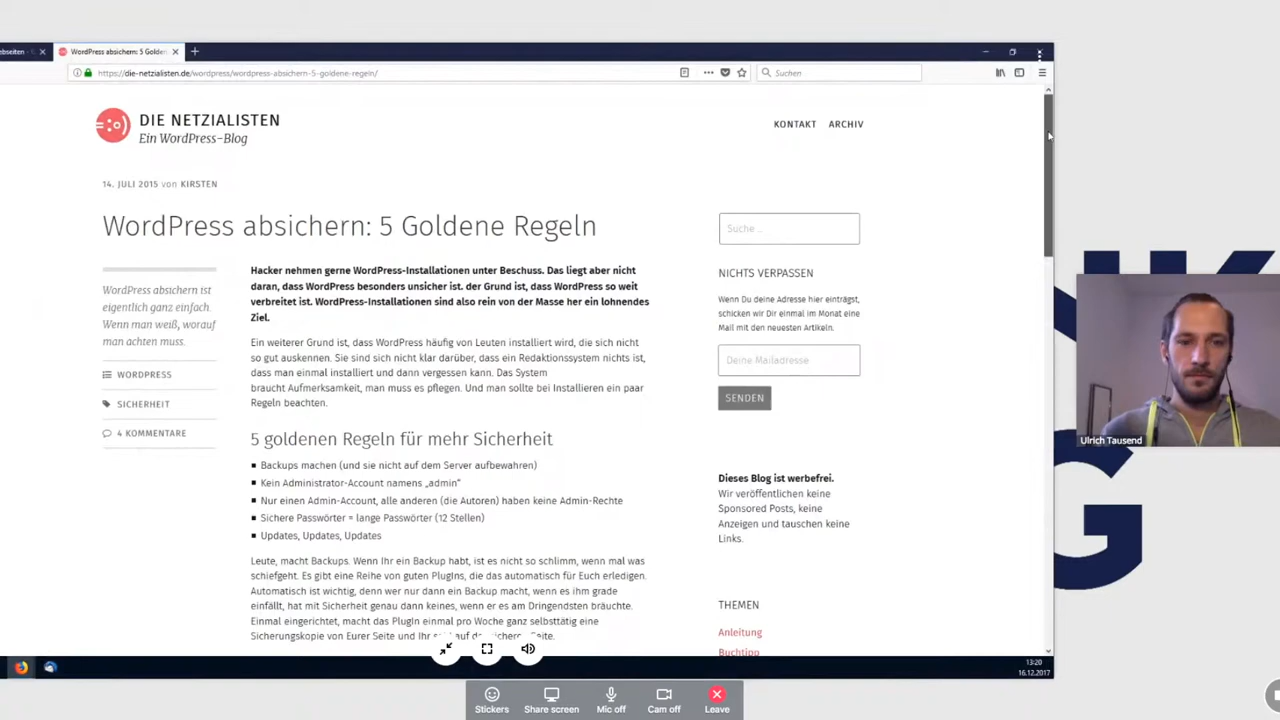 WordPress absichern: 5 Golden
https://die-netzialisten.de/wordpress/wordpress-absichern-5-goldene-regeln/
Suchen
DIE NETZIALISTEN
Ein WordPress-Blog
KONTAKT ARCHIV
14. JULI 2015 von KIRSTEN
WordPress absichern: 5 Goldene Regeln
WordPress absichern ist
eigentlich ganz einfach.
Wenn man weiß, worauf
man achten muss.
WORDPRESS
SICHERHEIT
4 KOMMENTARE
Hacker nehmen gerne WordPress-Installationen unter Beschuss. Das liegt aber nicht
daran, dass WordPress besonders unsicher ist. der Grund ist, dass WordPress so weit
verbreitet ist. WordPress-Installationen sind also rein von der Masse her ein lohnendes
Ziel.
Ein weiterer Grund ist, dass WordPress häufig von Leuten installiert wird, die sich nicht
so gut auskennen. Sie sind sich nicht klar darüber, dass ein Redaktionssystem nichts ist,
dass man einmal installiert und dann vergessen kann. Das System
braucht Aufmerksamkeit, man muss es pflegen. Und man sollte bei Installieren ein paar
Regeln beachten.
5 goldenen Regeln für mehr Sicherheit
Backups machen (und sie nicht auf dem Server aufbewahren)
Kein Administrator-Account namens „admin“
Nur einen Admin-Account, alle anderen (die Autoren) haben keine Admin-Rechte
Sichere Passwörter = lange Passwörter (12 Stellen)
Updates, Updates, Updates
Leute, macht Backups. Wenn Ihr ein Backup habt, ist es nicht so schlimm, wenn mal was
schiefgeht. Es gibt eine Reihe von guten PlugIns, die das automatisch für Euch erledigen.
Automatisch ist wichtig, denn wer nur dann ein Backup macht, wenn es ihm grade
einfällt, hat mit Sicherheit genau dann keines, wenn er es am Dringendsten bräuchte.
Einmal eingerichtet, macht das PlugIn einmal pro Woche ganz selbsttätig eine
Sicherungskopie von Eurer Seite und Ihr seid auf der sicheren Seite.
Suche ...
NICHTS VERPASSEN
Wenn Du deine Adresse hier einträgst,
schicken wir Dir einmal im Monat eine
Mail mit den neuesten Artikeln.
Deine Mailadresse
SENDEN
Dieses Blog ist werbefrei.
Wir veröffentlichen keine
Sponsored Posts, keine
Anzeigen und tauschen keine
Links.
THEMEN
Anleitung
Buchtipp
Ulrich Tausend
13:20
16.12.2017
Stickers Share screen Mic off Cam off Leave